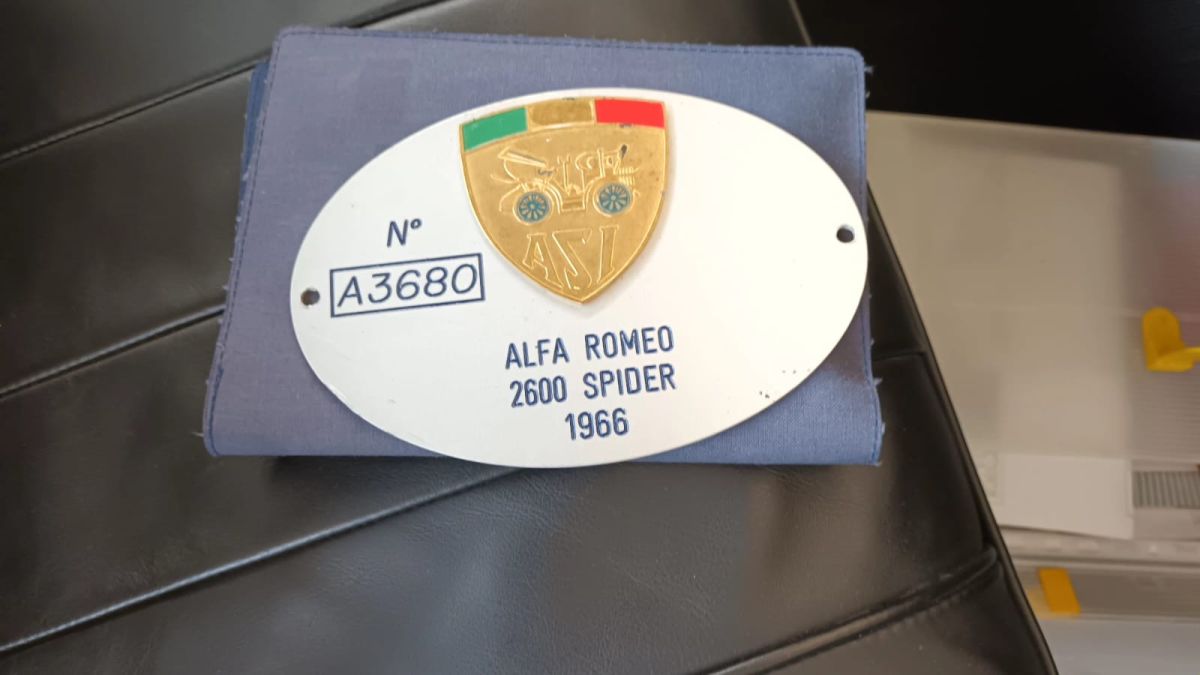 ASI
N°
A3680
ALFA ROMEO
2600 SPIDER
1966